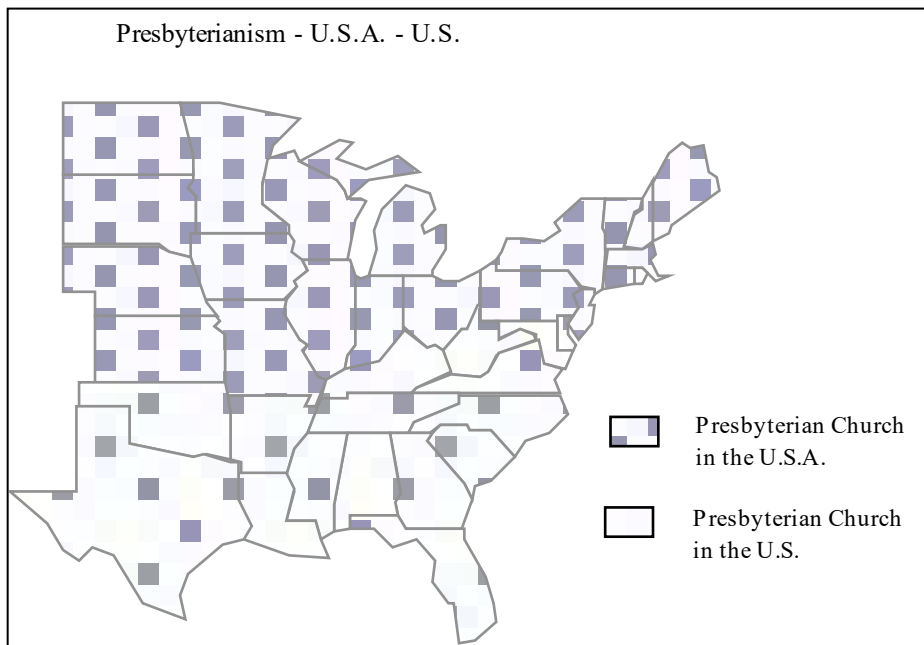 Presbyterianism - U.S.A. - U.S.
Presbyterian Church
in the U.S.A.
Presbyterian Church
in the U.S.